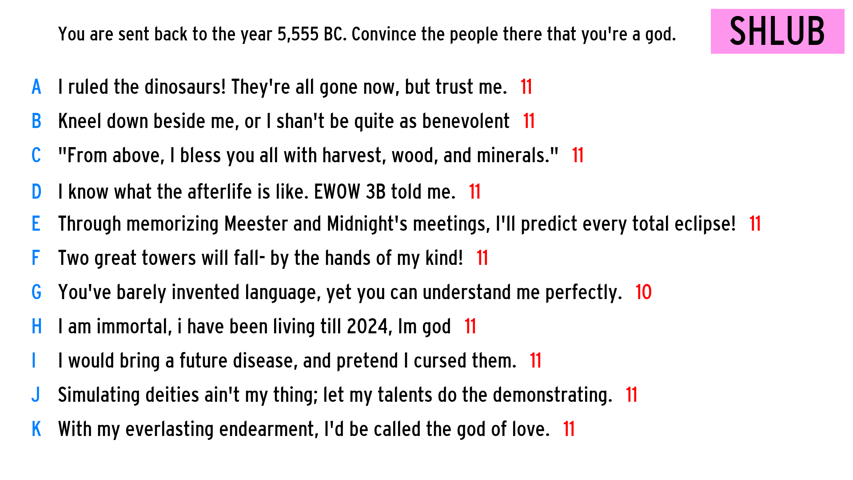 You are sent back to the year 5,555 BC. Convince the people there that you're a god.
SHLUB
A I ruled the dinosaurs! They're all gone now, but trust me. 11
B Kneel down beside me, or I shan't be quite as benevolent 11
C "From above, I bless you all with harvest, wood, and minerals." 11
D I know what the afterlife is like. EWOW 3B told me. 11
E Through memorizing Meester and Midnight's meetings, I'll predict every total eclipse! 11
F Two great towers will fall- by the hands of my kind! 11
G You've barely invented language, yet you can understand me perfectly. 10
H I am immortal, i have been living till 2024, Im god 11
I I would bring a future disease, and pretend I cursed them. 11
J Simulating deities ain't my thing; let my talents do the demonstrating. 11
K With my everlasting endearment, I'd be called the god of love. 11